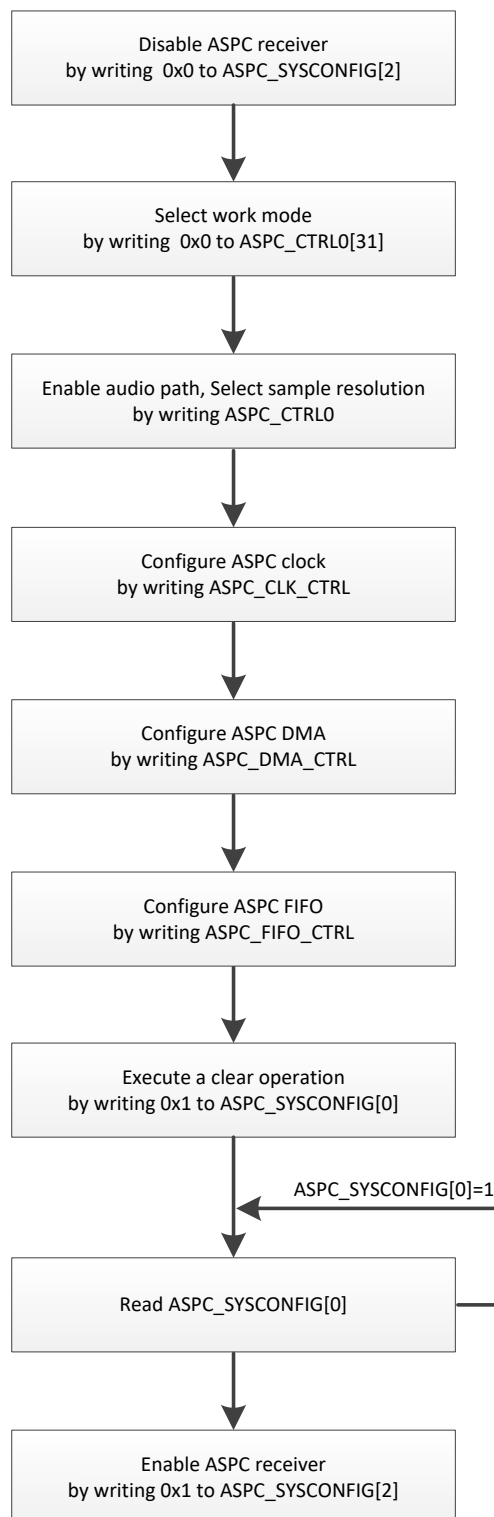 Disable ASPC receiver
by writing 0x0 to ASPC_SYSCONFIG[2]
Select work mode
by writing 0x0 to ASPC_CTRL0[31]
Enable audio path, Select sample resolution
by writing ASPC_CTRL0
Configure ASPC clock
by writing ASPC_CLK_CTRL
Configure ASPC DMA
by writing ASPC_DMA_CTRL
Configure ASPC FIFO
by writing ASPC_FIFO_CTRL
Execute a clear operation
by writing 0x1 to ASPC_SYSCONFIG[0]
ASPC_SYSCONFIG[0]=1
Read ASPC_SYSCONFIG[0]
Enable ASPC receiver
by writing 0x1 to ASPC_SYSCONFIG[2]